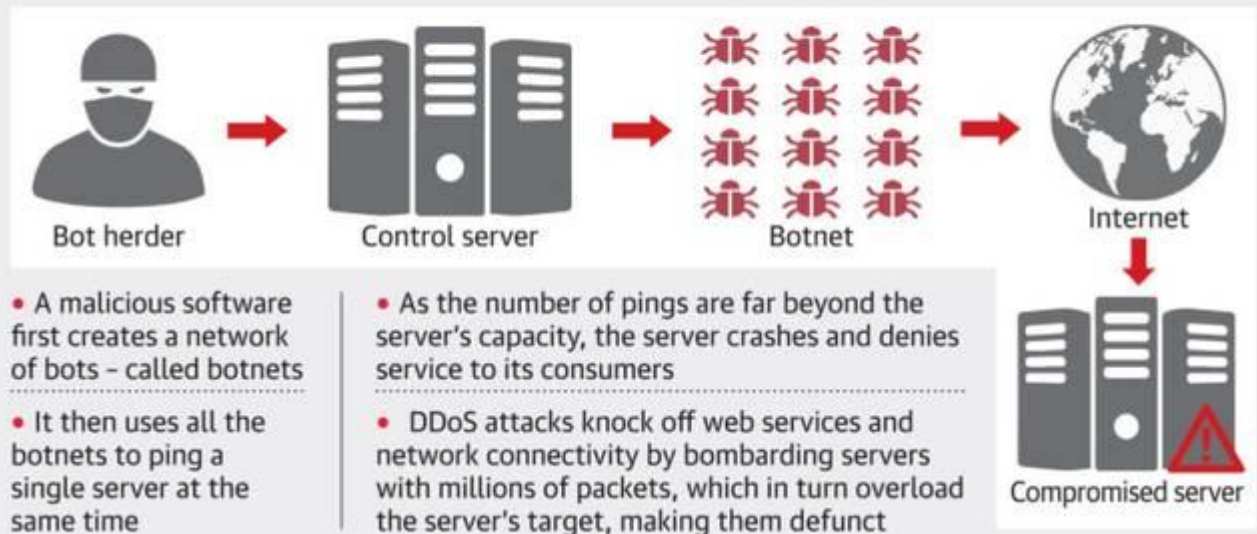 Bot herder
Control server
Botnet
Internet
• A malicious software
first creates a network
of bots – called botnets
• It then uses all the
botnets to ping a
single server at the
same time
• As the number of pings are far beyond the
server's capacity, the server crashes and denies
service to its consumers
• DDoS attacks knock off web services and
network connectivity by bombarding servers
with millions of packets, which in turn overload
the server's target, making them defunct
Compromised server